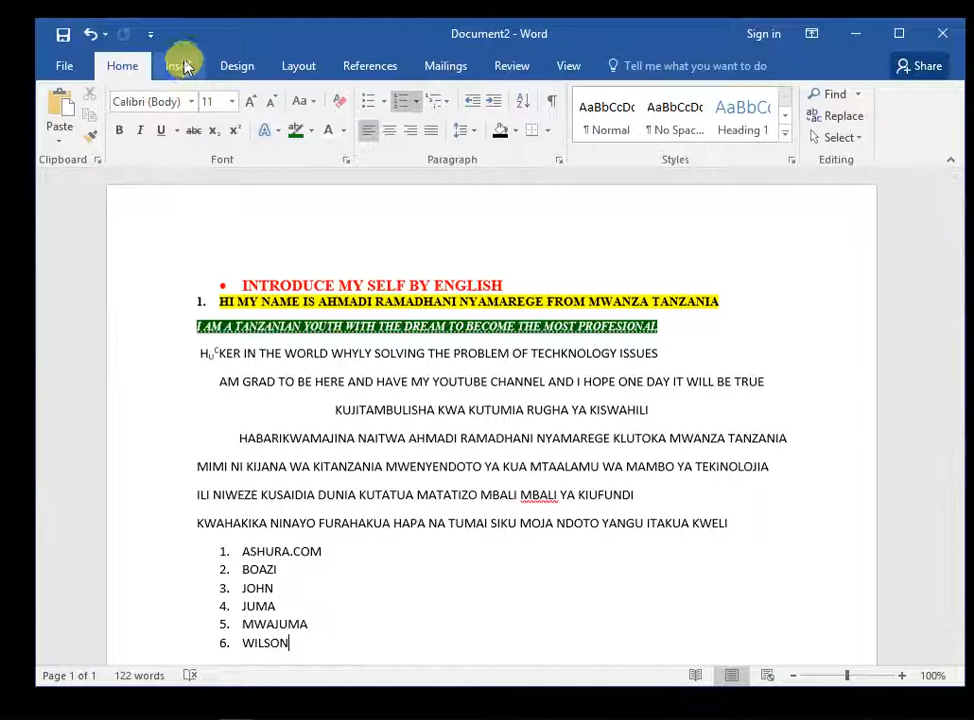 Document2 - Word
Sign in
File Home Insert Design Layout References Mailings Review View Tell me what you want to do Share
Calibri (Body) 11 Aa
AaBbCcDc AaBbCcDc AaBbCc
Find
Paste
B I U abc X₂ X² A A
¶ Normal ¶ No Spac... Heading 1
Replace
Select
Clipboard Font Paragraph Styles Editing
• INTRODUCE MY SELF BY ENGLISH
1. HI MY NAME IS AHMADI RAMADHANI NYAMAREGE FROM MWANZA TANZANIA
I AM A TANZANIAN YOUTH WITH THE DREAM TO BECOME THE MOST PROFESIONAL
HUCKER IN THE WORLD WHYLY SOLVING THE PROBLEM OF TECHKNOLOGY ISSUES
AM GRAD TO BE HERE AND HAVE MY YOUTUBE CHANNEL AND I HOPE ONE DAY IT WILL BE TRUE
KUJITAMBULISHA KWA KUTUMIA RUGHA YA KISWAHILI
HABARIKWAMAJINA NAITWA AHMADI RAMADHANI NYAMAREGE KLUTOKA MWANZA TANZANIA
MIMI NI KIJANA WA KITANZANIA MWENYENDOTO YA KUA MTAALAMU WA MAMBO YA TEKINOLOJIA
ILI NIWEZE KUSAIDIA DUNIA KUTATUA MATATIZO MBALI MBALI YA KIUFUNDI
KWAHAKIKA NINAYO FURAHAKUA HAPA NA TUMAI SIKU MOJA NDOTO YANGU ITAKUA KWELI
1. ASHURA.COM
2. BOAZI
3. JOHN
4. JUMA
5. MWAJUMA
6. WILSON
Page 1 of 1 122 words 100%